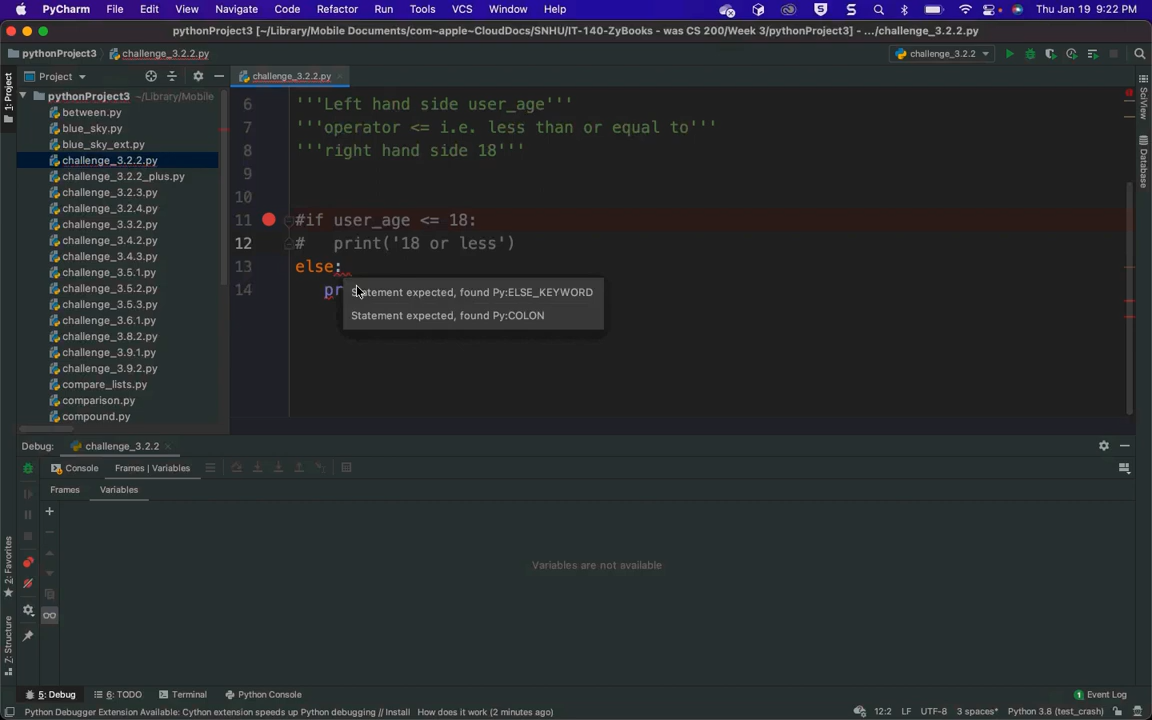 PyCharm File Edit View Navigate Code Refactor Run Tools VCS Window Help Thu Jan 19 9:22 PM
pythonProject3 [~/Library/Mobile Documents/com~apple~CloudDocs/SNHU/IT-140-ZyBooks - was CS 200/Week 3/pythonProject3] - .../challenge_3.2.2.py
pythonProject3 challenge_3.2.2.py challenge_3.2.2
Project challenge_3.2.2.py
1: Project
SciView
Database
pythonProject3 ~/Library/Mobile
between.py
blue_sky.py
blue_sky_ext.py
challenge_3.2.2.py
challenge_3.2.2_plus.py
challenge_3.2.3.py
challenge_3.2.4.py
challenge_3.3.2.py
challenge_3.4.2.py
challenge_3.4.3.py
challenge_3.5.1.py
challenge_3.5.2.py
challenge_3.5.3.py
challenge_3.6.1.py
challenge_3.8.2.py
challenge_3.9.1.py
challenge_3.9.2.py
compare_lists.py
comparison.py
compound.py
6 '''Left hand side user_age'''
7 '''operator <= i.e. less than or equal to'''
8 '''right hand side 18'''
9
10
11 #if user_age <= 18:
12 #   print('18 or less')
13 else:
14 pr
Statement expected, found Py:ELSE_KEYWORD
Statement expected, found Py:COLON
Debug: challenge_3.2.2
Console Frames | Variables
Frames Variables
Variables are not available
2: Favorites
Z: Structure
5: Debug 6: TODO Terminal Python Console 1 Event Log
Python Debugger Extension Available: Cython extension speeds up Python debugging // Install How does it work (2 minutes ago) 12:2 LF UTF-8 3 spaces* Python 3.8 (test_crash)